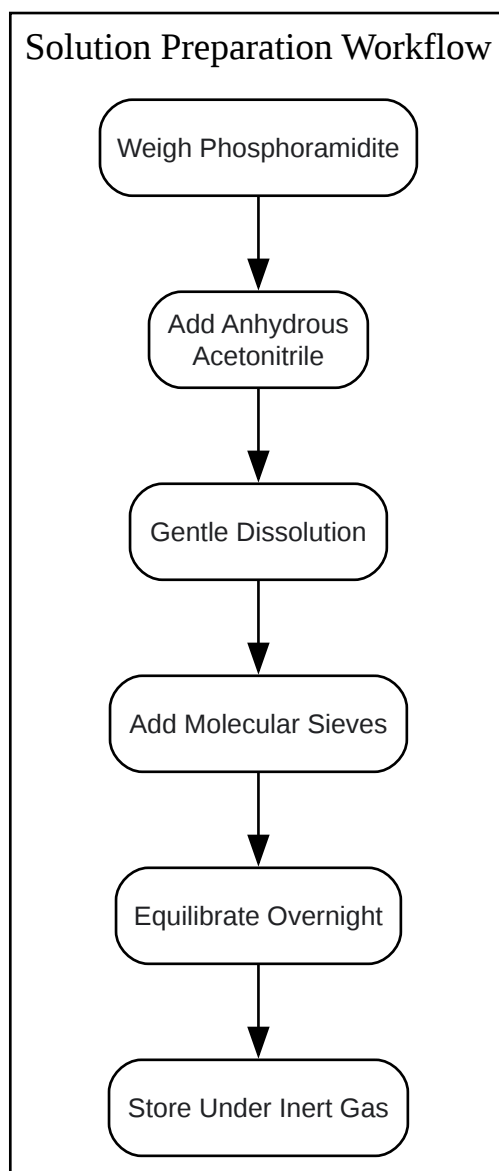 Solution Preparation Workflow
Weigh Phosphoramidite
Add Anhydrous
Acetonitrile
Gentle Dissolution
Add Molecular Sieves
Equilibrate Overnight
Store Under Inert Gas